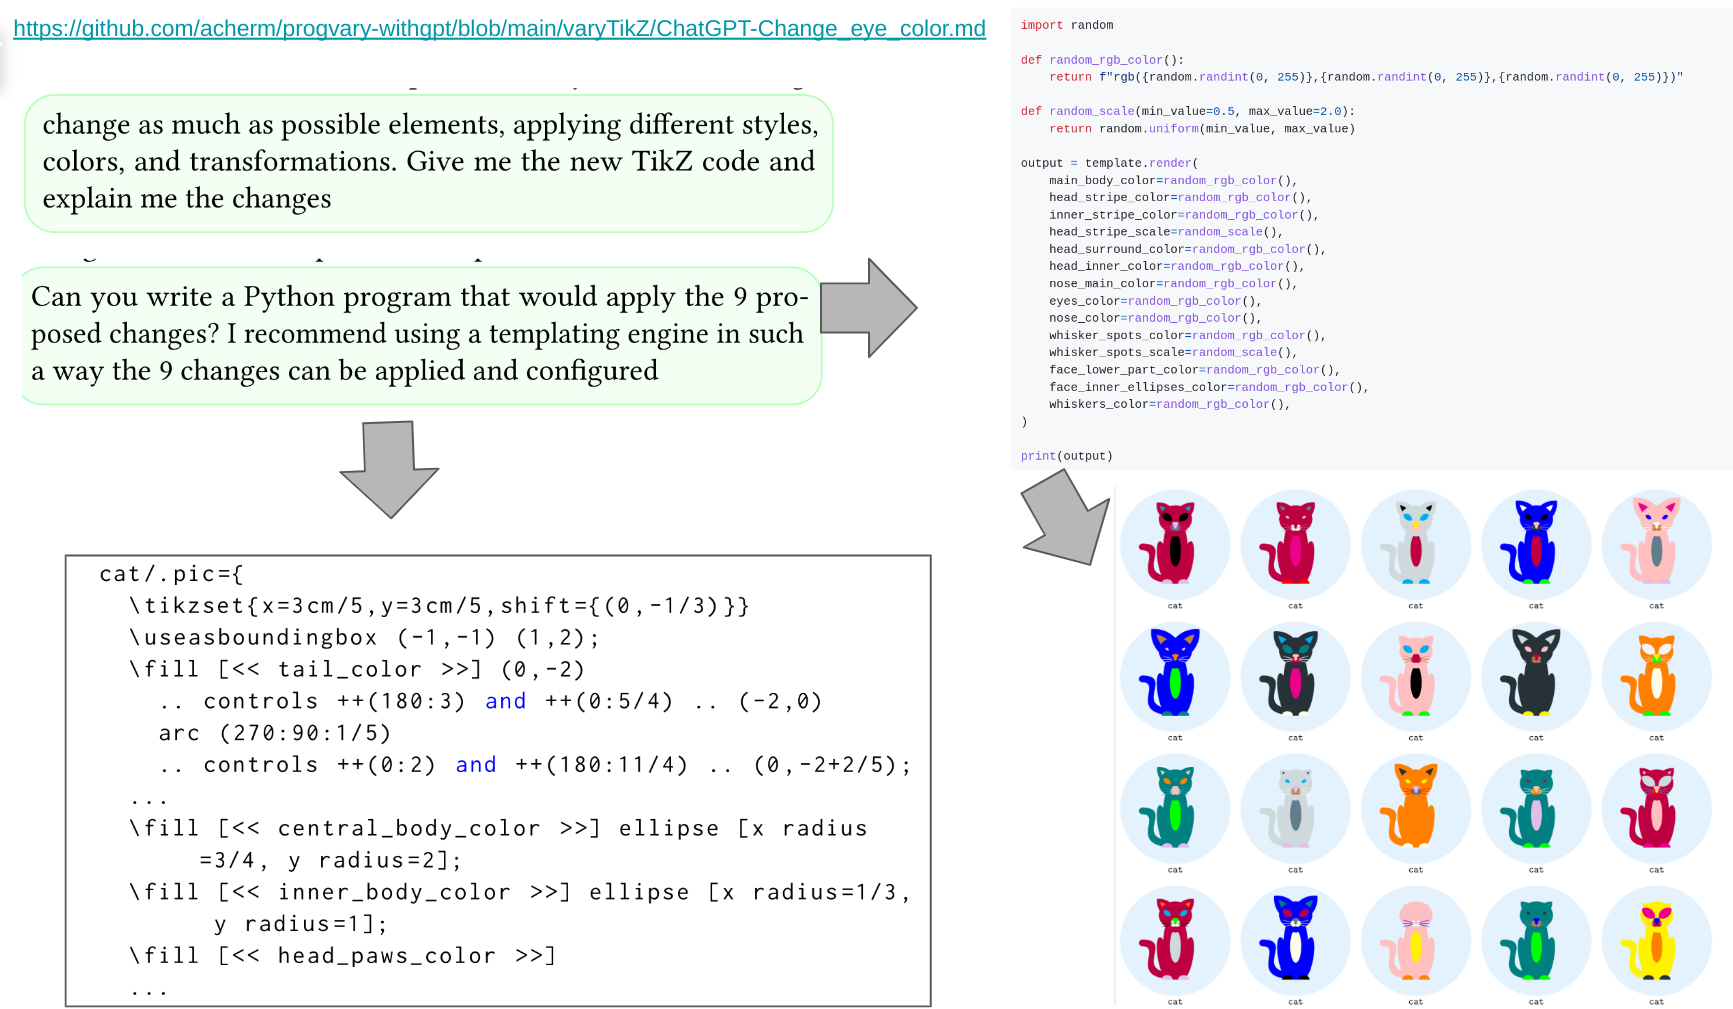 https://github.com/acherm/progvary-withgpt/blob/main/varyTikZ/ChatGPT-Change_eye_color.md
change as much as possible elements, applying different styles,
colors, and transformations. Give me the new TikZ code and
explain me the changes
Can you write a Python program that would apply the 9 pro-
posed changes? I recommend using a templating engine in such
a way the 9 changes can be applied and configured
cat/.pic={
\tikzset{x=3cm/5,y=3cm/5,shift={(0,-1/3)}}
\useasboundingbox (-1,-1) (1,2);
\fill [<< tail_color >>] (0,-2)
.. controls ++(180:3) and ++(0:5/4) .. (-2,0)
arc (270:90:1/5)
.. controls ++(0:2) and ++(180:11/4) .. (0,-2+2/5);
...
\fill [<< central_body_color >>] ellipse [x radius
=3/4, y radius=2];
\fill [<< inner_body_color >>] ellipse [x radius=1/3,
y radius=1];
\fill [<< head_paws_color >>]
...
import random
def random_rgb_color():
return f"rgb({random.randint(0, 255)},{random.randint(0, 255)},{random.randint(0, 255)})"
def random_scale(min_value=0.5, max_value=2.0):
return random.uniform(min_value, max_value)
output = template.render(
main_body_color=random_rgb_color(),
head_stripe_color=random_rgb_color(),
inner_stripe_color=random_rgb_color(),
head_stripe_scale=random_scale(),
head_surround_color=random_rgb_color(),
head_inner_color=random_rgb_color(),
nose_main_color=random_rgb_color(),
eyes_color=random_rgb_color(),
nose_color=random_rgb_color(),
whisker_spots_color=random_rgb_color(),
whisker_spots_scale=random_scale(),
face_lower_part_color=random_rgb_color(),
face_inner_ellipses_color=random_rgb_color(),
whiskers_color=random_rgb_color(),
)
print(output)
cat cat cat cat cat
cat cat cat cat cat
cat cat cat cat cat
cat cat cat cat cat